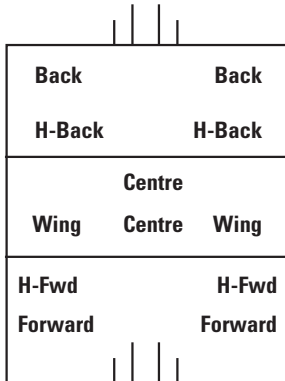 Back Back
H-Back H-Back
Centre
Wing Centre Wing
H-Fwd H-Fwd
Forward Forward